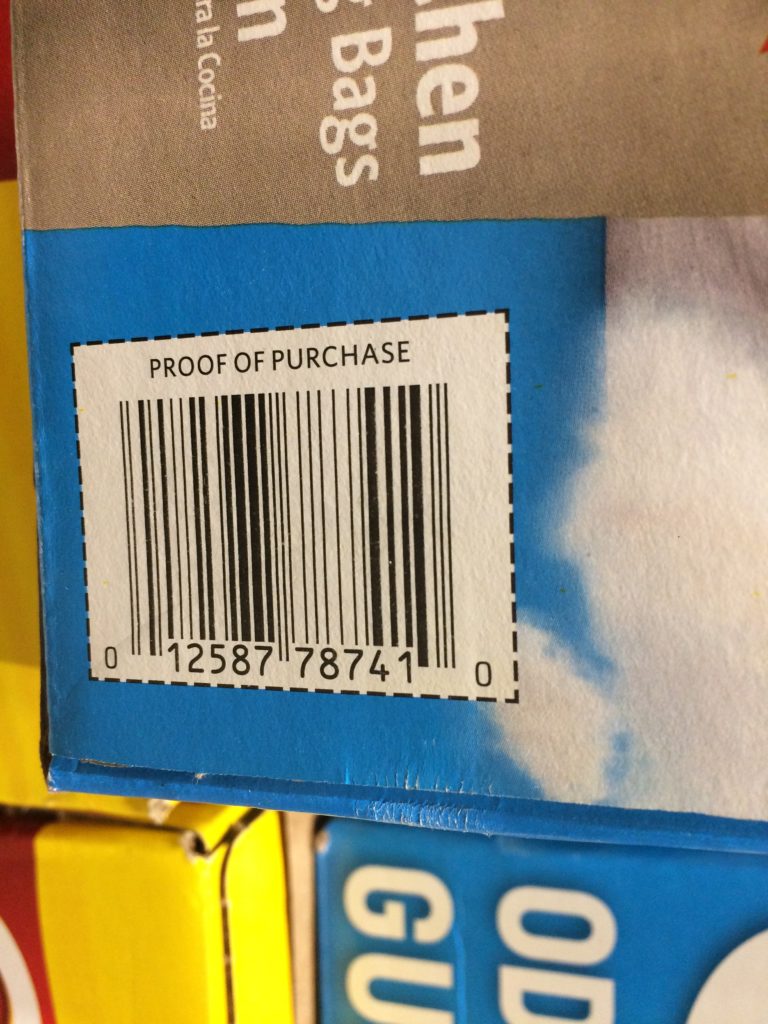 hen
g Bags
n
ra la Cocina
PROOF OF PURCHASE
0 12587 78741 0
OD
GU